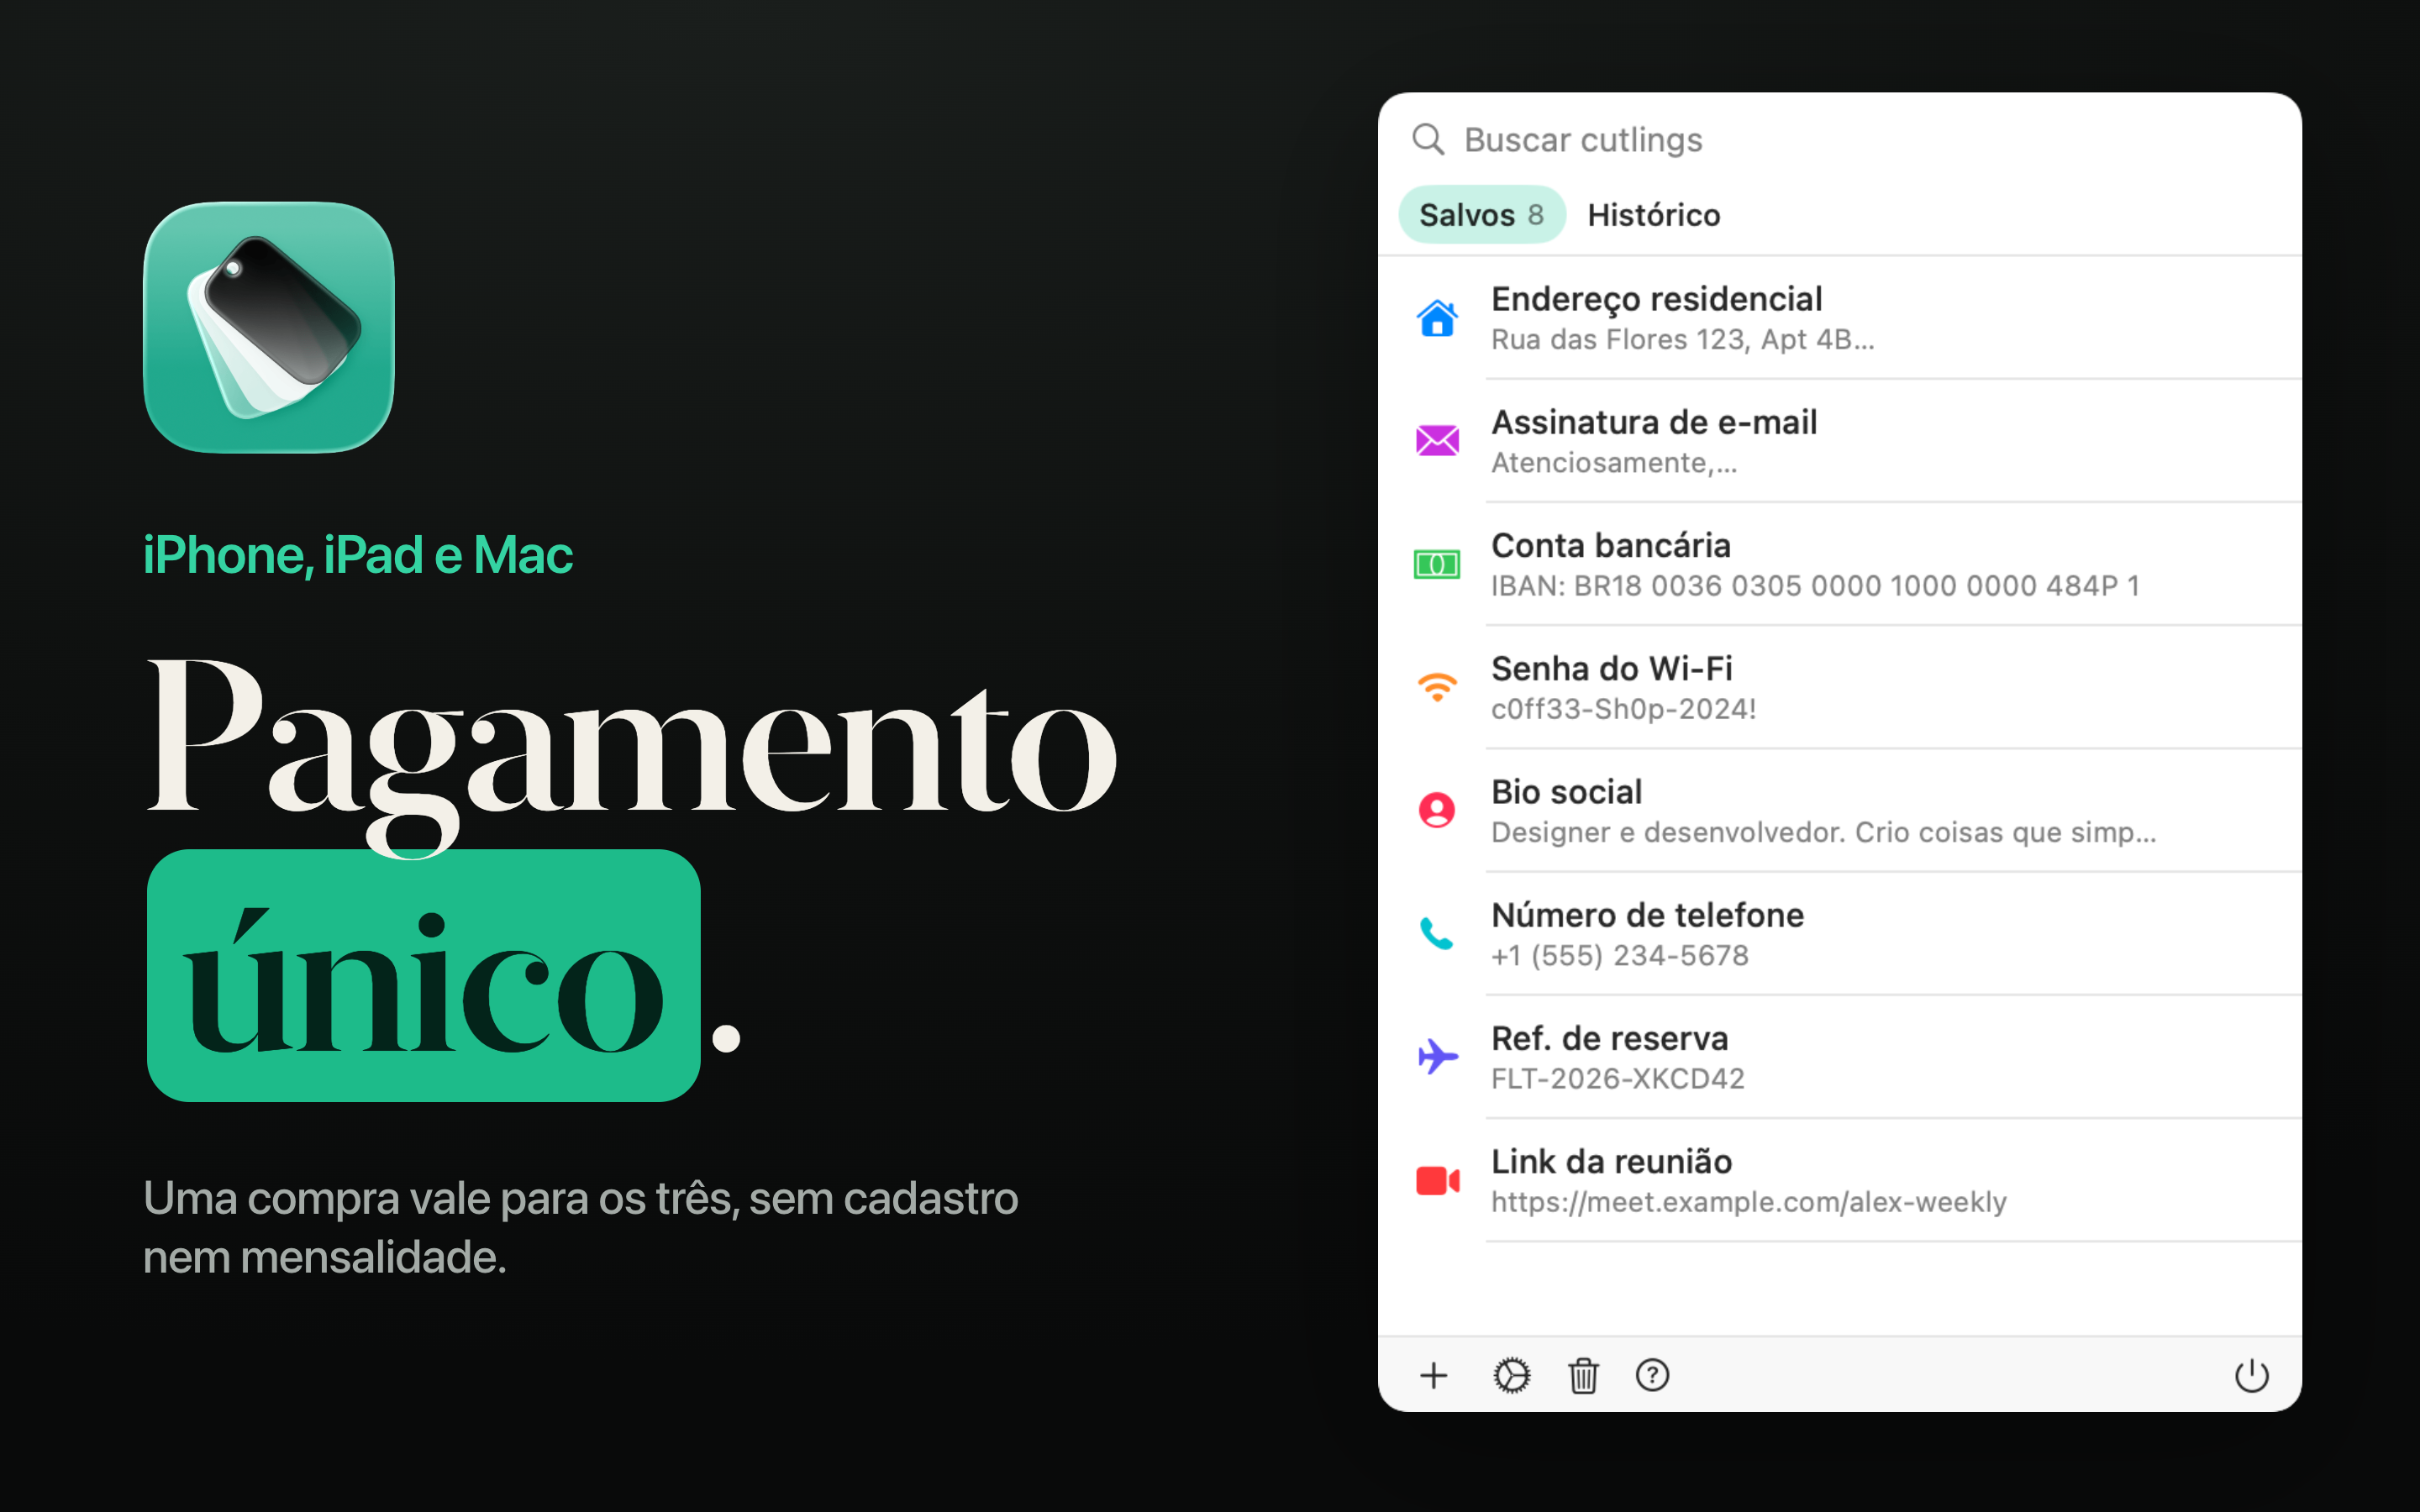 iPhone, iPad e Mac
Pagamento
único.
Uma compra vale para os três, sem cadastro
nem mensalidade.
Buscar cutlings
Salvos 8 Histórico
Endereço residencial
Rua das Flores 123, Apt 4B...
Assinatura de e-mail
Atenciosamente,...
Conta bancária
IBAN: BR18 0036 0305 0000 1000 0000 484P 1
Senha do Wi-Fi
c0ff33-Sh0p-2024!
Bio social
Designer e desenvolvedor. Crio coisas que simp...
Número de telefone
+1 (555) 234-5678
Ref. de reserva
FLT-2026-XKCD42
Link da reunião
https://meet.example.com/alex-weekly